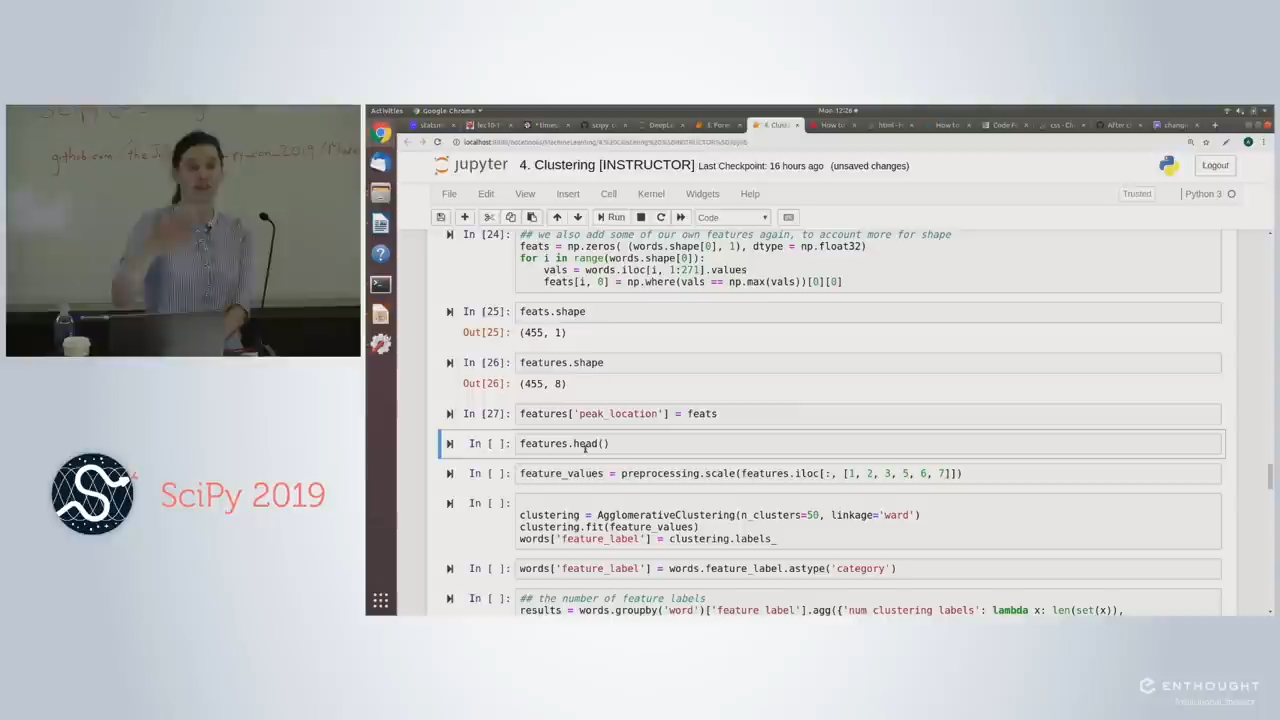 Activities
Google Chrome
Mon 12:26
jupyter
4. Clustering [INSTRUCTOR]
Last Checkpoint: 16 hours ago
(unsaved changes)
Logout
File
Edit
View
Insert
Cell
Kernel
Widgets
Help
Trusted
Python 3
Run
Code
In [24]:
## we also add some of our own features again, to account more for shape
feats = np.zeros( (words.shape[0], 1), dtype = np.float32)
for i in range(words.shape[0]):
vals = words.iloc[i, 1:271].values
feats[i, 0] = np.where(vals == np.max(vals))[0][0]
In [25]:
feats.shape
Out[25]:
(455, 1)
In [26]:
features.shape
Out[26]:
(455, 8)
In [27]:
features['peak_location'] = feats
In [ ]:
features.head()
In [ ]:
feature_values = preprocessing.scale(features.iloc[:, [1, 2, 3, 5, 6, 7]])
In [ ]:
clustering = AgglomerativeClustering(n_clusters=50, linkage='ward')
clustering.fit(feature_values)
words['feature_label'] = clustering.labels_
In [ ]:
words['feature_label'] = words.feature_label.astype('category')
In [ ]:
## the number of feature labels
results = words.groupby('word')['feature_label'].agg({'num_clustering_labels': lambda x: len(set(x)),
SciPy 2019
ENTHOUGHT